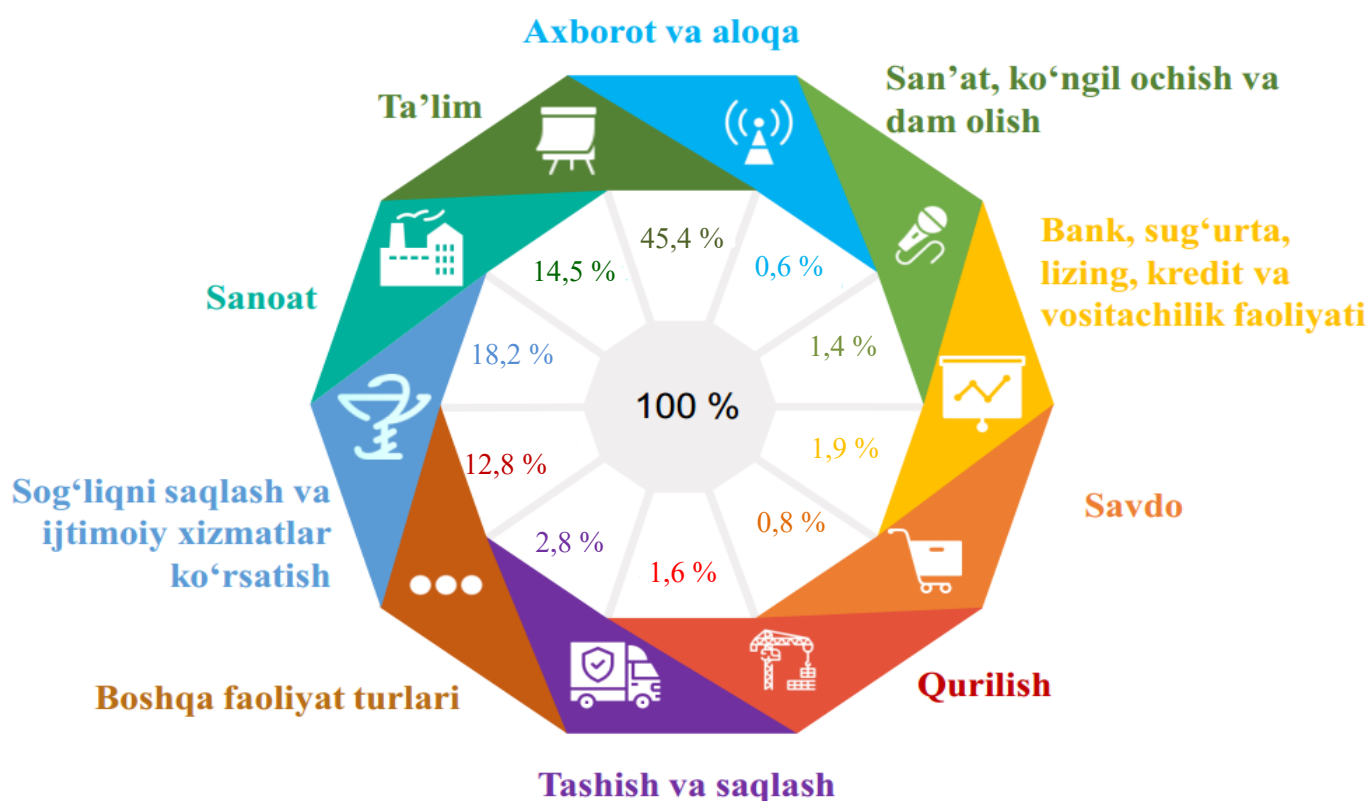 Axborot va aloqa
San’at, ko‘ngil ochish va
dam olish
Ta’lim
Bank, sug‘urta,
lizing, kredit va
vositachilik faoliyati
Sanoat
45,4 %
0,6 %
14,5 %
1,4 %
18,2 %
100 %
1,9 %
12,8 %
0,8 %
2,8 %
1,6 %
Sog‘liqni saqlash va
ijtimoiy xizmatlar
ko‘rsatish
Savdo
Boshqa faoliyat turlari
Qurilish
Tashish va saqlash